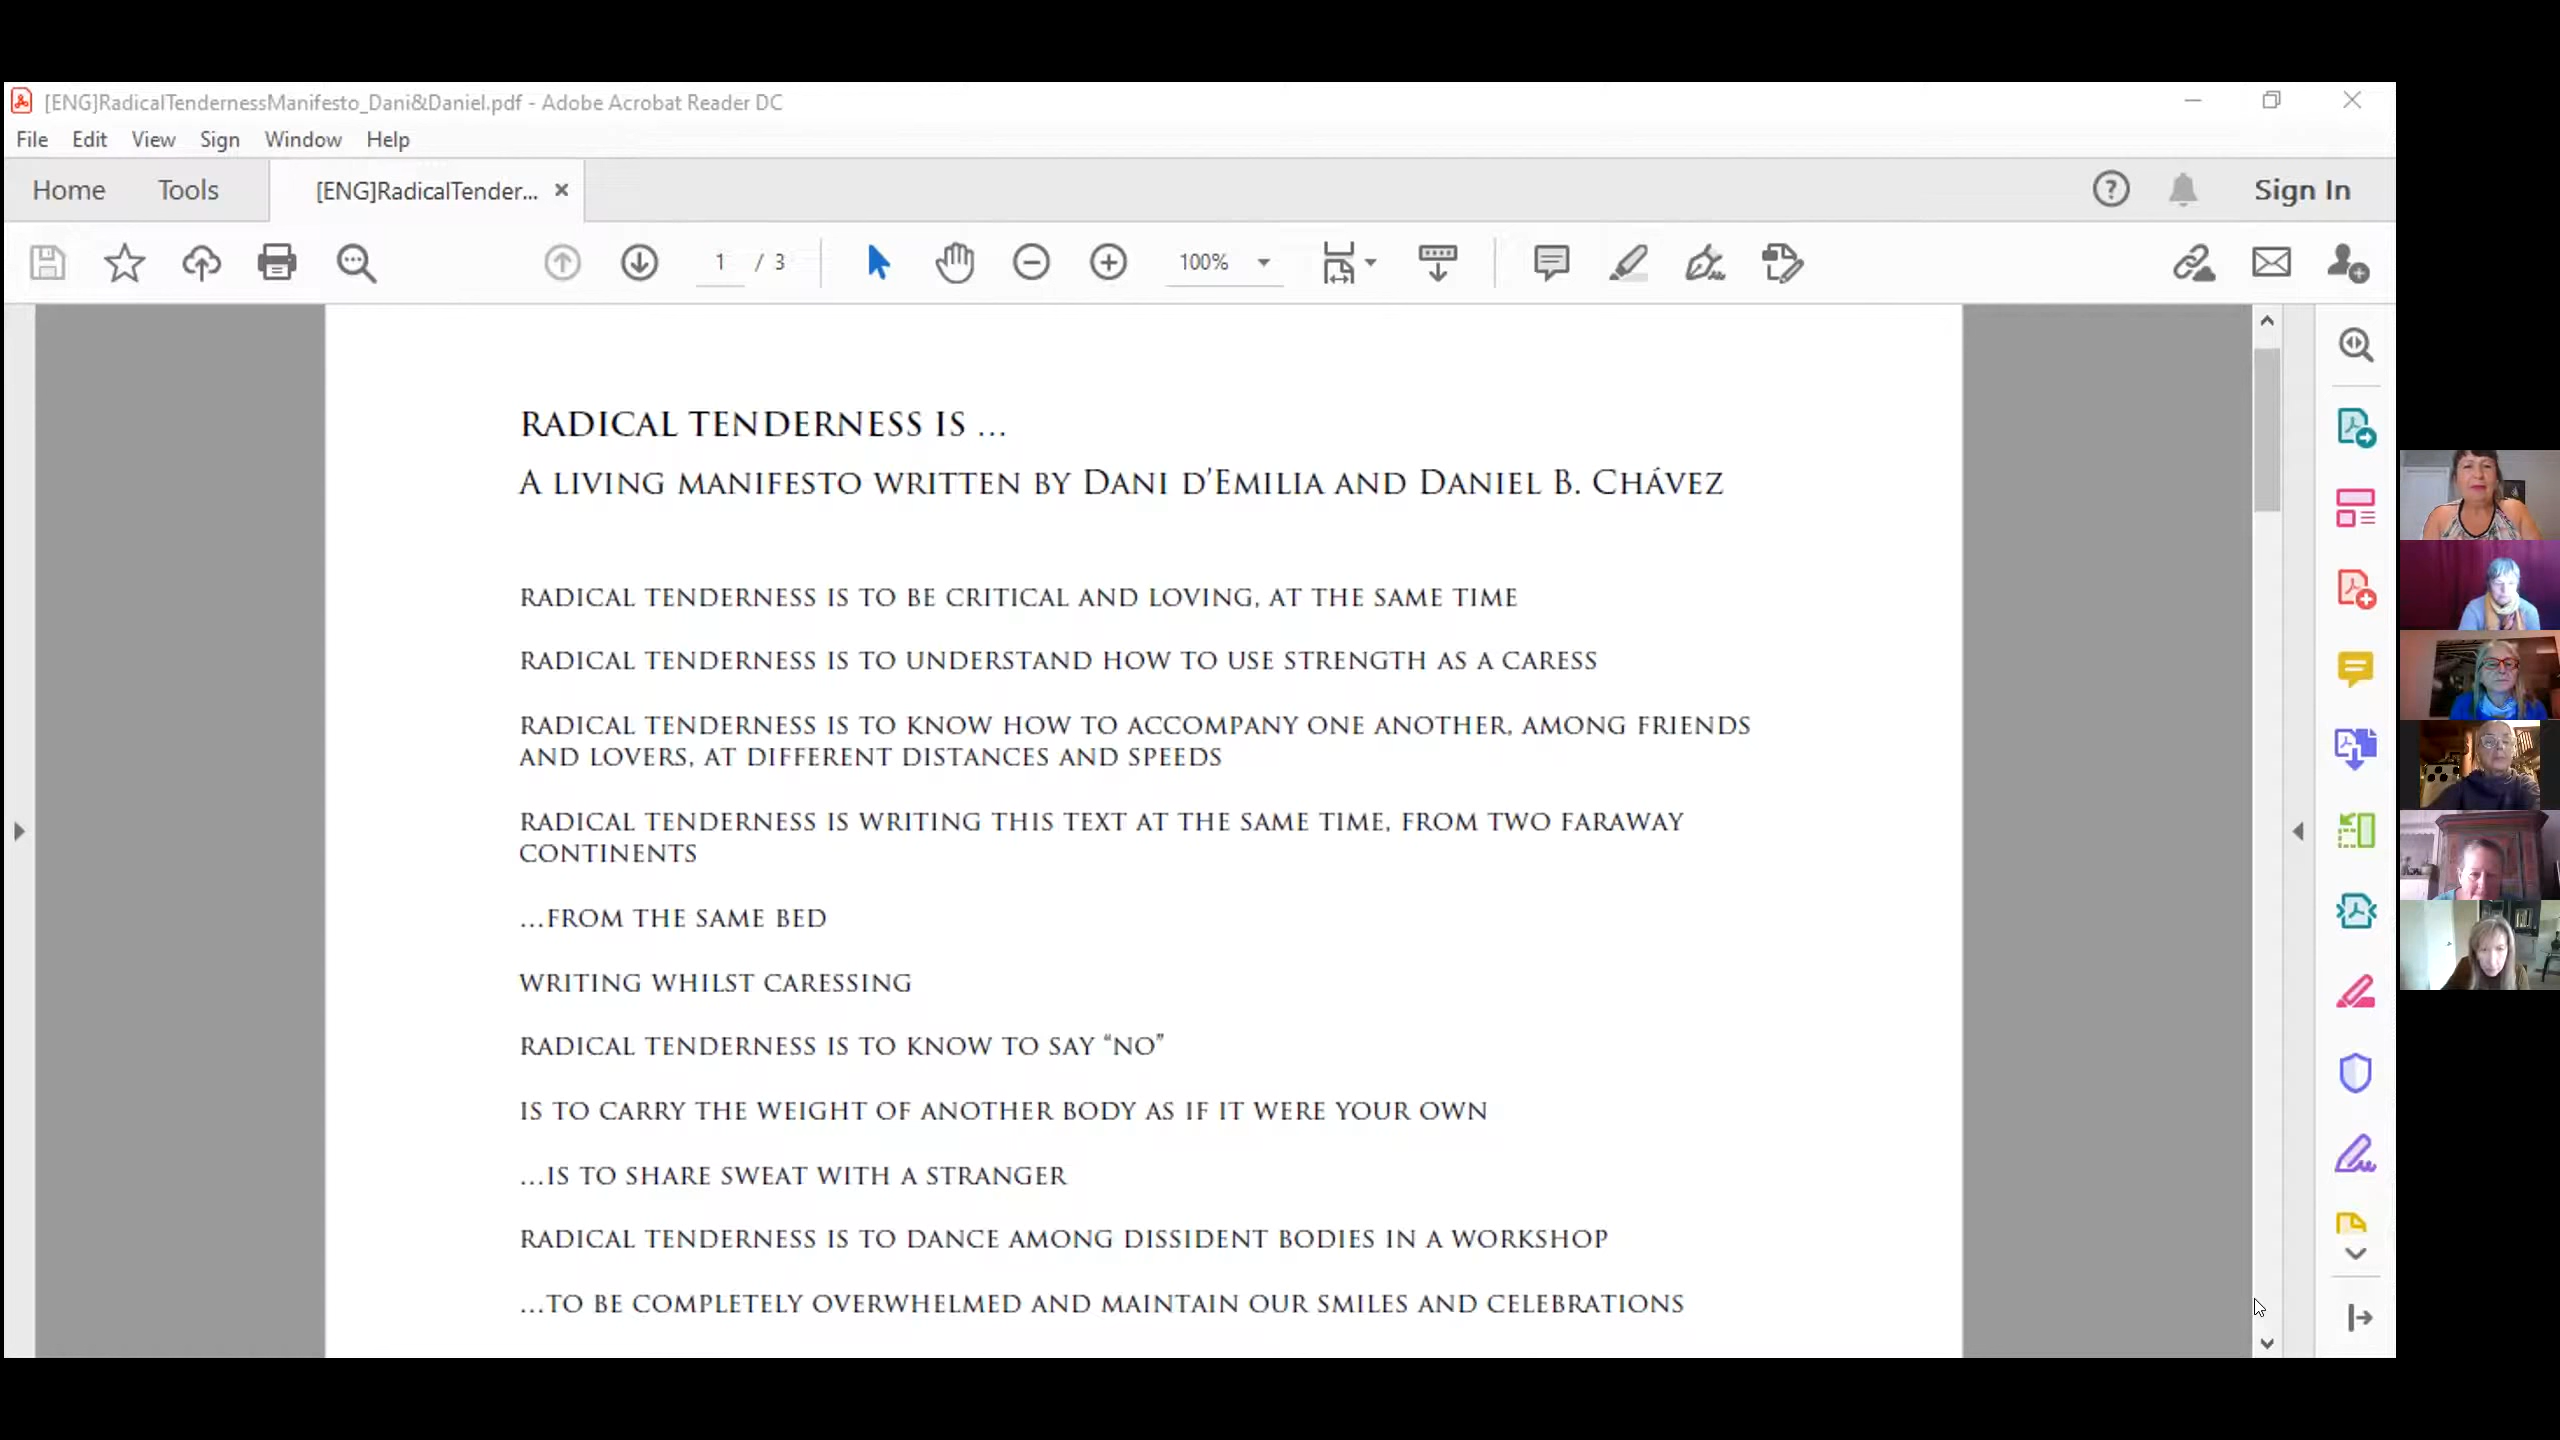 [ENG]RadicalTendernessManifesto_Dani&Daniel.pdf - Adobe Acrobat Reader DC
File Edit View Sign Window Help
Home Tools [ENG]RadicalTender... Sign In
1 / 3 100%
RADICAL TENDERNESS IS ...
A LIVING MANIFESTO WRITTEN BY DANI D'EMILIA AND DANIEL B. CHÁVEZ
RADICAL TENDERNESS IS TO BE CRITICAL AND LOVING, AT THE SAME TIME
RADICAL TENDERNESS IS TO UNDERSTAND HOW TO USE STRENGTH AS A CARESS
RADICAL TENDERNESS IS TO KNOW HOW TO ACCOMPANY ONE ANOTHER, AMONG FRIENDS
AND LOVERS, AT DIFFERENT DISTANCES AND SPEEDS
RADICAL TENDERNESS IS WRITING THIS TEXT AT THE SAME TIME, FROM TWO FARAWAY
CONTINENTS
...FROM THE SAME BED
WRITING WHILST CARESSING
RADICAL TENDERNESS IS TO KNOW TO SAY “NO”
IS TO CARRY THE WEIGHT OF ANOTHER BODY AS IF IT WERE YOUR OWN
...IS TO SHARE SWEAT WITH A STRANGER
RADICAL TENDERNESS IS TO DANCE AMONG DISSIDENT BODIES IN A WORKSHOP
...TO BE COMPLETELY OVERWHELMED AND MAINTAIN OUR SMILES AND CELEBRATIONS